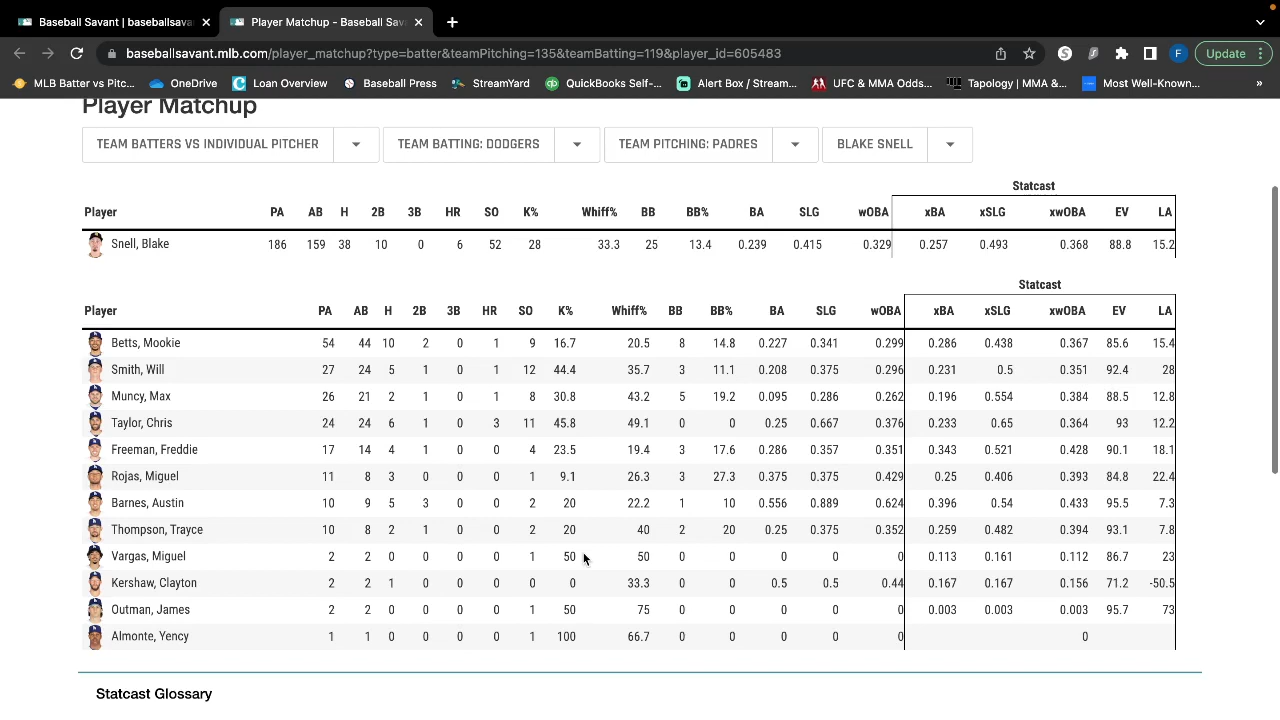 Baseball Savant | baseballsava
Player Matchup - Baseball Sav
baseballsavant.mlb.com/player_matchup?type=batter&teamPitching=135&teamBatting=119&player_id=605483
F
Update
MLB Batter vs Pitc...
OneDrive
Loan Overview
Baseball Press
StreamYard
QuickBooks Self-...
Alert Box / Stream...
UFC & MMA Odds...
Tapology | MMA &...
Most Well-Known...
»
Player Matchup
TEAM BATTERS VS INDIVIDUAL PITCHER
TEAM BATTING: DODGERS
TEAM PITCHING: PADRES
BLAKE SNELL
Statcast
Player PA AB H 2B 3B HR SO K% Whiff% BB BB% BA SLG wOBA xBA xSLG xwOBA EV LA
Snell, Blake 186 159 38 10 0 6 52 28 33.3 25 13.4 0.239 0.415 0.329 0.257 0.493 0.368 88.8 15.2
Statcast
Player PA AB H 2B 3B HR SO K% Whiff% BB BB% BA SLG wOBA xBA xSLG xwOBA EV LA
Betts, Mookie 54 44 10 2 0 1 9 16.7 20.5 8 14.8 0.227 0.341 0.299 0.286 0.438 0.367 85.6 15.4
Smith, Will 27 24 5 1 0 1 12 44.4 35.7 3 11.1 0.208 0.375 0.296 0.231 0.5 0.351 92.4 28
Muncy, Max 26 21 2 1 0 1 8 30.8 43.2 5 19.2 0.095 0.286 0.262 0.196 0.554 0.384 88.5 12.8
Taylor, Chris 24 24 6 1 0 3 11 45.8 49.1 0 0 0.25 0.667 0.376 0.233 0.65 0.364 93 12.2
Freeman, Freddie 17 14 4 1 0 0 4 23.5 19.4 3 17.6 0.286 0.357 0.351 0.343 0.521 0.428 90.1 18.1
Rojas, Miguel 11 8 3 0 0 0 1 9.1 26.3 3 27.3 0.375 0.375 0.429 0.25 0.406 0.393 84.8 22.4
Barnes, Austin 10 9 5 3 0 0 2 20 22.2 1 10 0.556 0.889 0.624 0.396 0.54 0.433 95.5 7.3
Thompson, Trayce 10 8 2 1 0 0 2 20 40 2 20 0.25 0.375 0.352 0.259 0.482 0.394 93.1 7.8
Vargas, Miguel 2 2 0 0 0 0 1 50 50 0 0 0 0 0 0.113 0.161 0.112 86.7 23
Kershaw, Clayton 2 2 1 0 0 0 0 0 33.3 0 0 0.5 0.5 0.44 0.167 0.167 0.156 71.2 -50.5
Outman, James 2 2 0 0 0 0 1 50 75 0 0 0 0 0 0.003 0.003 0.003 95.7 73
Almonte, Yency 1 1 0 0 0 0 1 100 66.7 0 0 0 0 0 0
Statcast Glossary